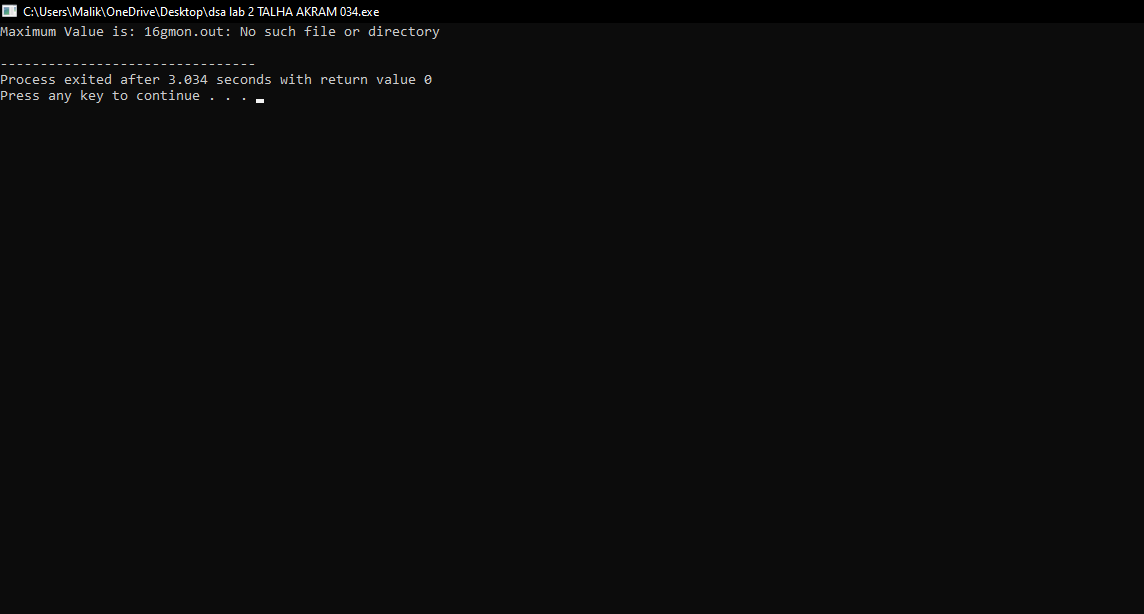 C:\Users\Malik\OneDrive\Desktop\dsa lab 2 TALHA AKRAM 034.exe
Maximum Value is: 16gmon.out: No such file or directory
--------------------------------
Process exited after 3.034 seconds with return value 0
Press any key to continue . . .